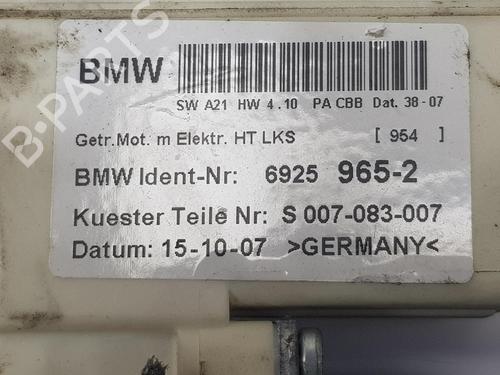 B-PARTS
BMW
SW A21 HW 4.10 PA CBB Dat. 38-07
Getr.Mot. m Elektr. HT LKS [ 954 ]
BMW Ident-Nr: 6925 965-2
Kuester Teile Nr: S 007-083-007
Datum: 15-10-07 >GERMANY<